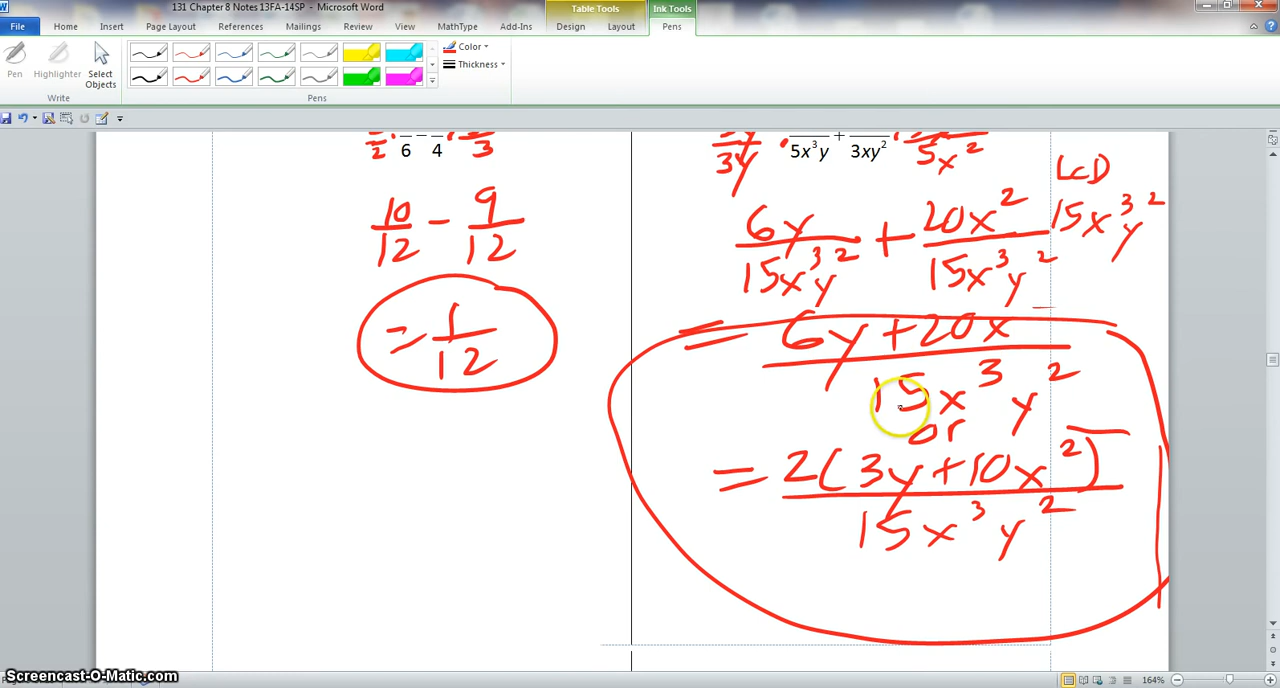 131 Chapter 8 Notes 13FA-14SP - Microsoft Word
Table Tools
Ink Tools
File Home Insert Page Layout References Mailings Review View MathType Add-Ins Design Layout Pens
Pen
Highlighter
Select Objects
Color
Thickness
Write
Pens
6 − 4
2 3
5x³y + 3xy²
3y 5x²
LCD
15x³y²
10/12 − 9/12
= 1/12
6y/15x³y² + 20x²/15x³y²
= 6y+20x/15x³y²
or
= 2(3y+10x²)/15x³y²
Screencast-O-Matic.com
164%